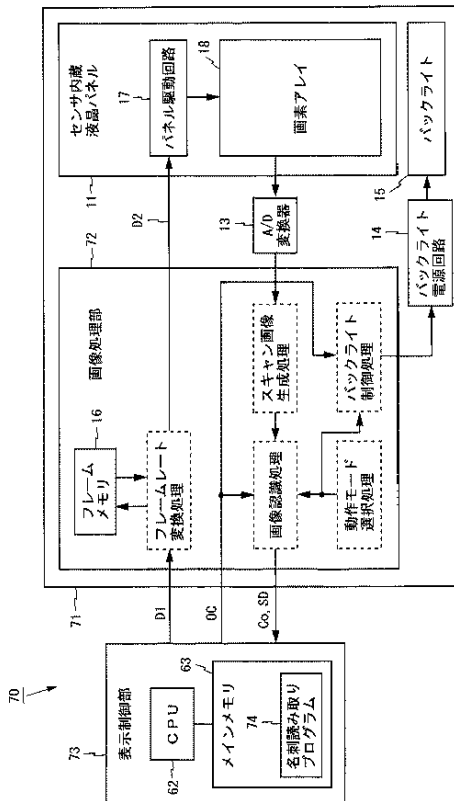 70
73
表示制御部
CPU
62
63
メインメモリ
74
名刺読み取り
プログラム
D1
OC
Co, SD
71
72
画像処理部
16
フレーム
メモリ
フレームレート
変換処理
スキャン画像
生成処理
画像認識処理
動作モード
選択処理
バックライト
制御処理
D2
11
センサ内蔵
液晶パネル
17
パネル駆動回路
18
画素アレイ
13
A/D
変換器
14
バックライト
電源回路
15
バックライト